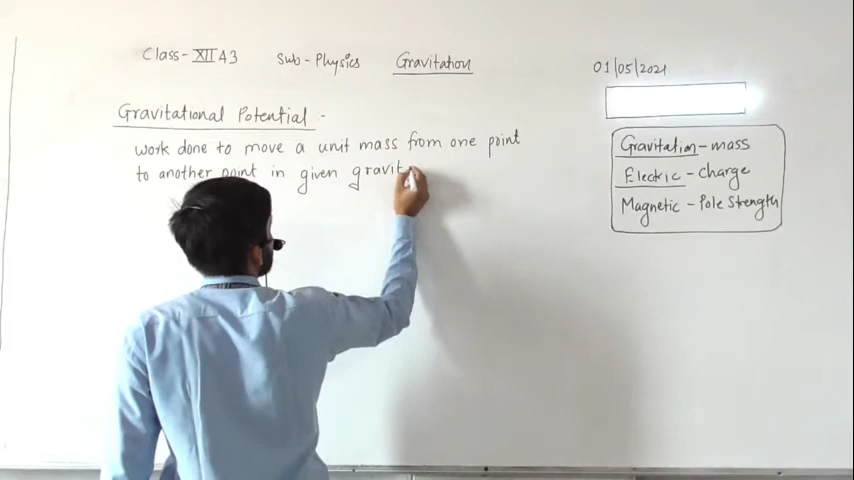 Class-XII A3 Sub-Physics Gravitation 01/05/2021
Gravitational Potential -
work done to move a unit mass from one point
to another point in given gravit
Gravitation-mass
Electric-charge
Magnetic-Pole Strength